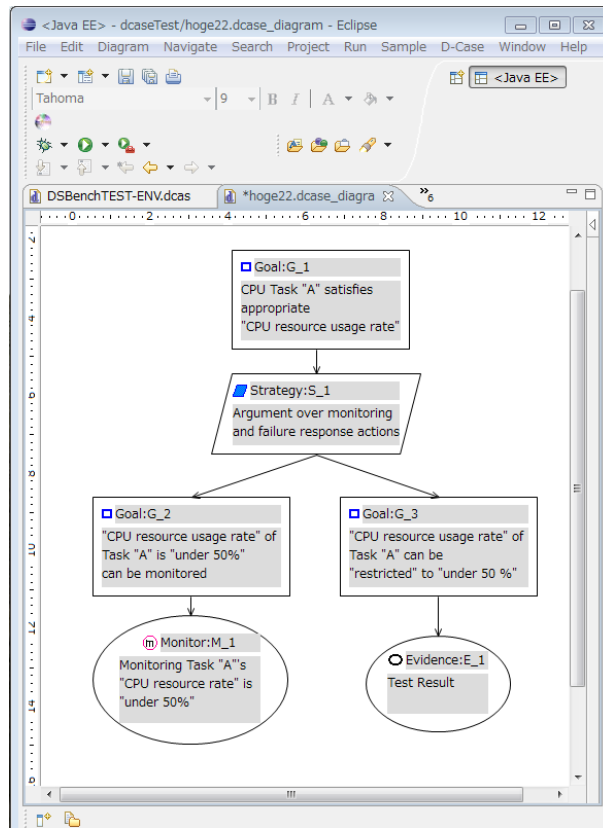 <Java EE> - dcaseTest/hoge22.dcase_diagram - Eclipse
File Edit Diagram Navigate Search Project Run Sample D-Case Window Help
<Java EE>
Tahoma 9 B I A
DSBenchTEST-ENV.dcas *hoge22.dcase_diagra »6
0 2 4 6 8 10 12
Goal:G_1
CPU Task "A" satisfies
appropriate
"CPU resource usage rate"
Strategy:S_1
Argument over monitoring
and failure response actions
Goal:G_2
"CPU resource usage rate" of
Task "A" is "under 50%"
can be monitored
Goal:G_3
"CPU resource usage rate" of
Task "A" can be
"restricted" to "under 50 %"
m Monitor:M_1
Monitoring Task "A"'s
"CPU resource rate" is
"under 50%"
Evidence:E_1
Test Result